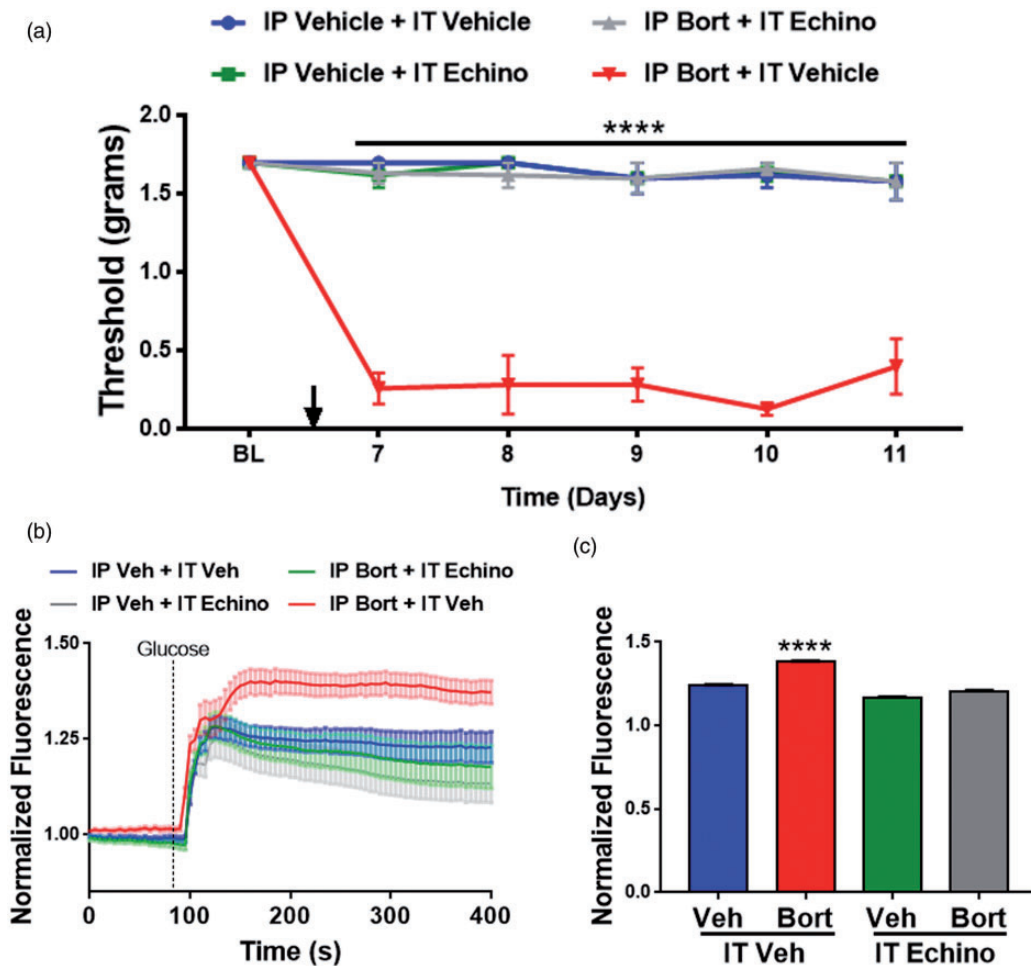 (a)
IP Vehicle + IT Vehicle
IP Bort + IT Echino
IP Vehicle + IT Echino
IP Bort + IT Vehicle
Threshold (grams)
2.0
1.5
1.0
0.5
0.0
****
BL
7
8
9
10
11
Time (Days)
(b)
IP Veh + IT Veh
IP Bort + IT Echino
IP Veh + IT Echino
IP Bort + IT Veh
Normalized Fluorescence
1.50
1.25
1.00
Glucose
0
100
200
300
400
Time (s)
(c)
Normalized Fluorescence
1.5
1.0
0.5
0.0
****
Veh
Bort
Veh
Bort
IT Veh
IT Echino